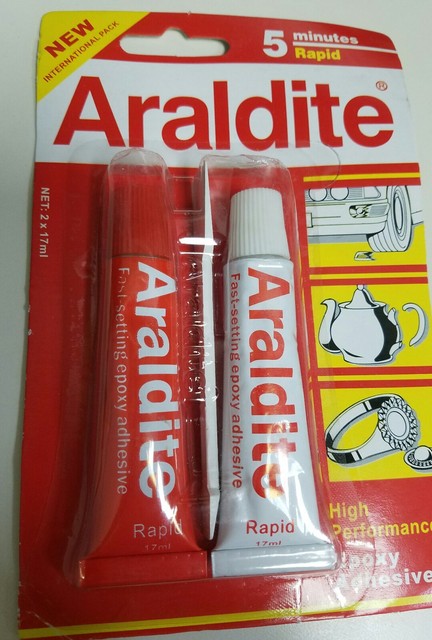 NEW
INTERNATIONAL PACK
5 minutes
Rapid
Araldite®
NET: 2 x 17ml
Araldite
Fast-setting epoxy adhesive
Rapid
17ml
Araldite
Fast-setting epoxy adhesive
Rapid
17ml
High
Performance
Epoxy
Adhesive